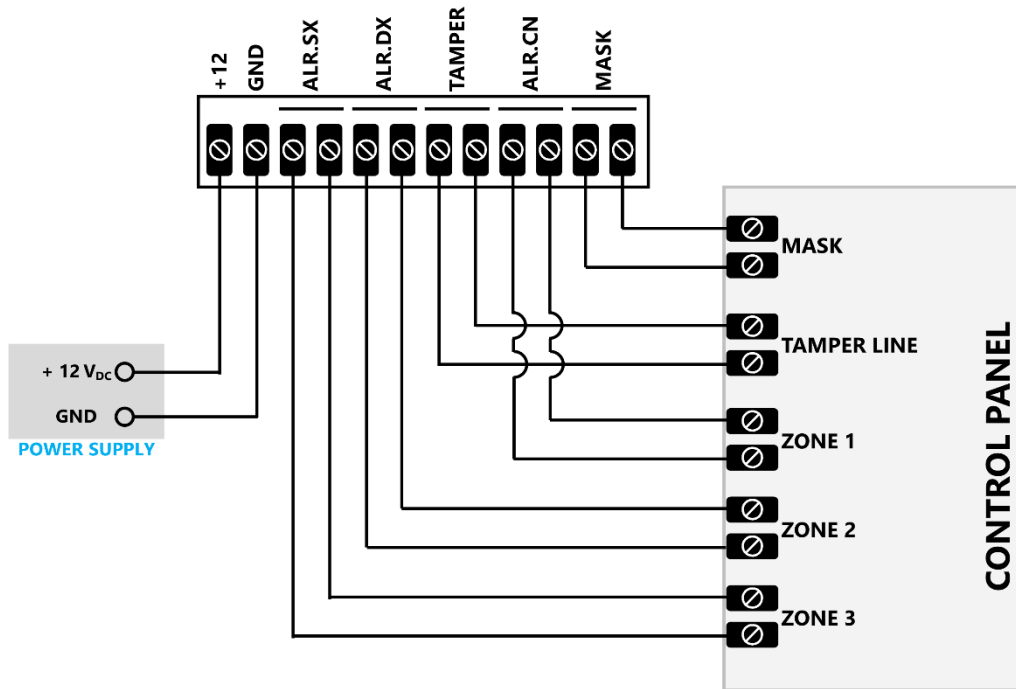 +12
GND
ALR.SX
ALR.DX
TAMPER
ALR.CN
MASK
MASK
TAMPER LINE
+ 12 VDC
GND
POWER SUPPLY
ZONE 1
ZONE 2
ZONE 3
CONTROL PANEL